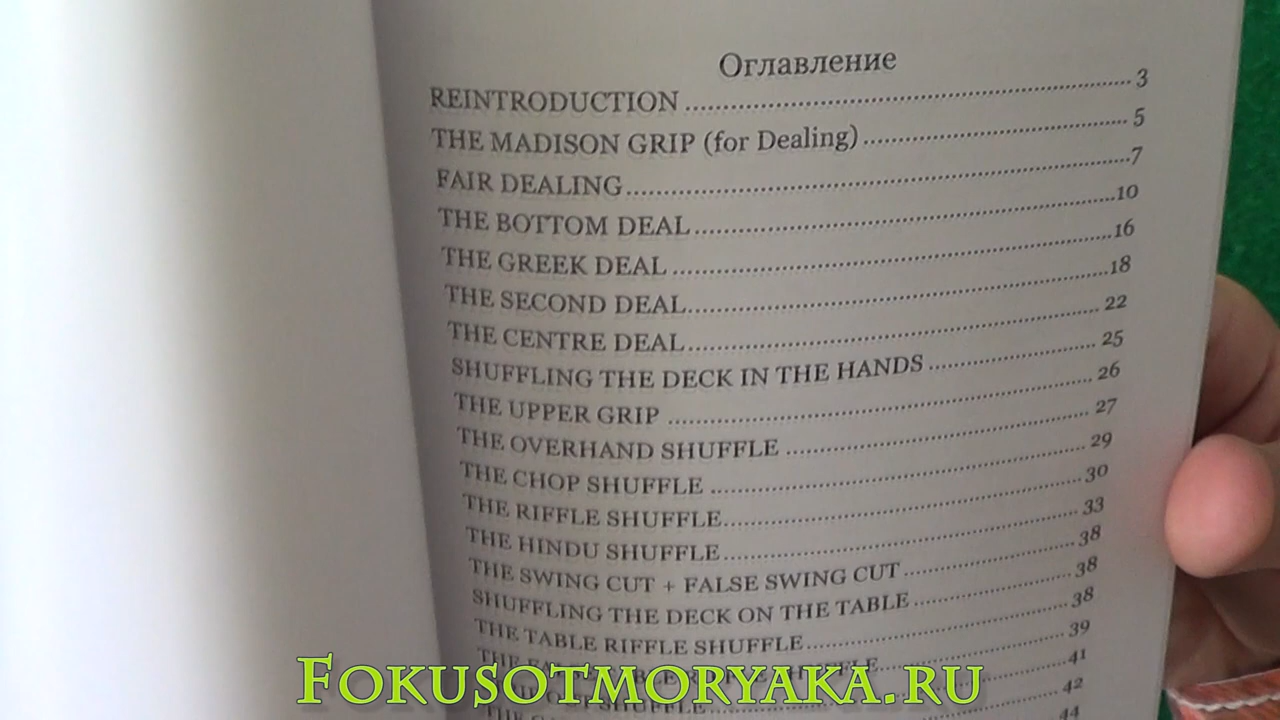 Оглавление
REINTRODUCTION ........ 3
THE MADISON GRIP (for Dealing) ........ 5
FAIR DEALING ........ 7
THE BOTTOM DEAL ........ 10
THE GREEK DEAL ........ 16
THE SECOND DEAL ........ 18
THE CENTRE DEAL ........ 22
SHUFFLING THE DECK IN THE HANDS ........ 25
THE UPPER GRIP ........ 26
THE OVERHAND SHUFFLE ........ 27
THE CHOP SHUFFLE ........ 29
THE RIFFLE SHUFFLE ........ 30
THE HINDU SHUFFLE ........ 33
THE SWING CUT + FALSE SWING CUT ........ 38
SHUFFLING THE DECK ON THE TABLE ........ 38
THE TABLE RIFFLE SHUFFLE ........ 38
THE SHUFFLE ........ 39
SHUFFLE ........ 41
THE ........ 42
44
Fokusotmoryaka.ru